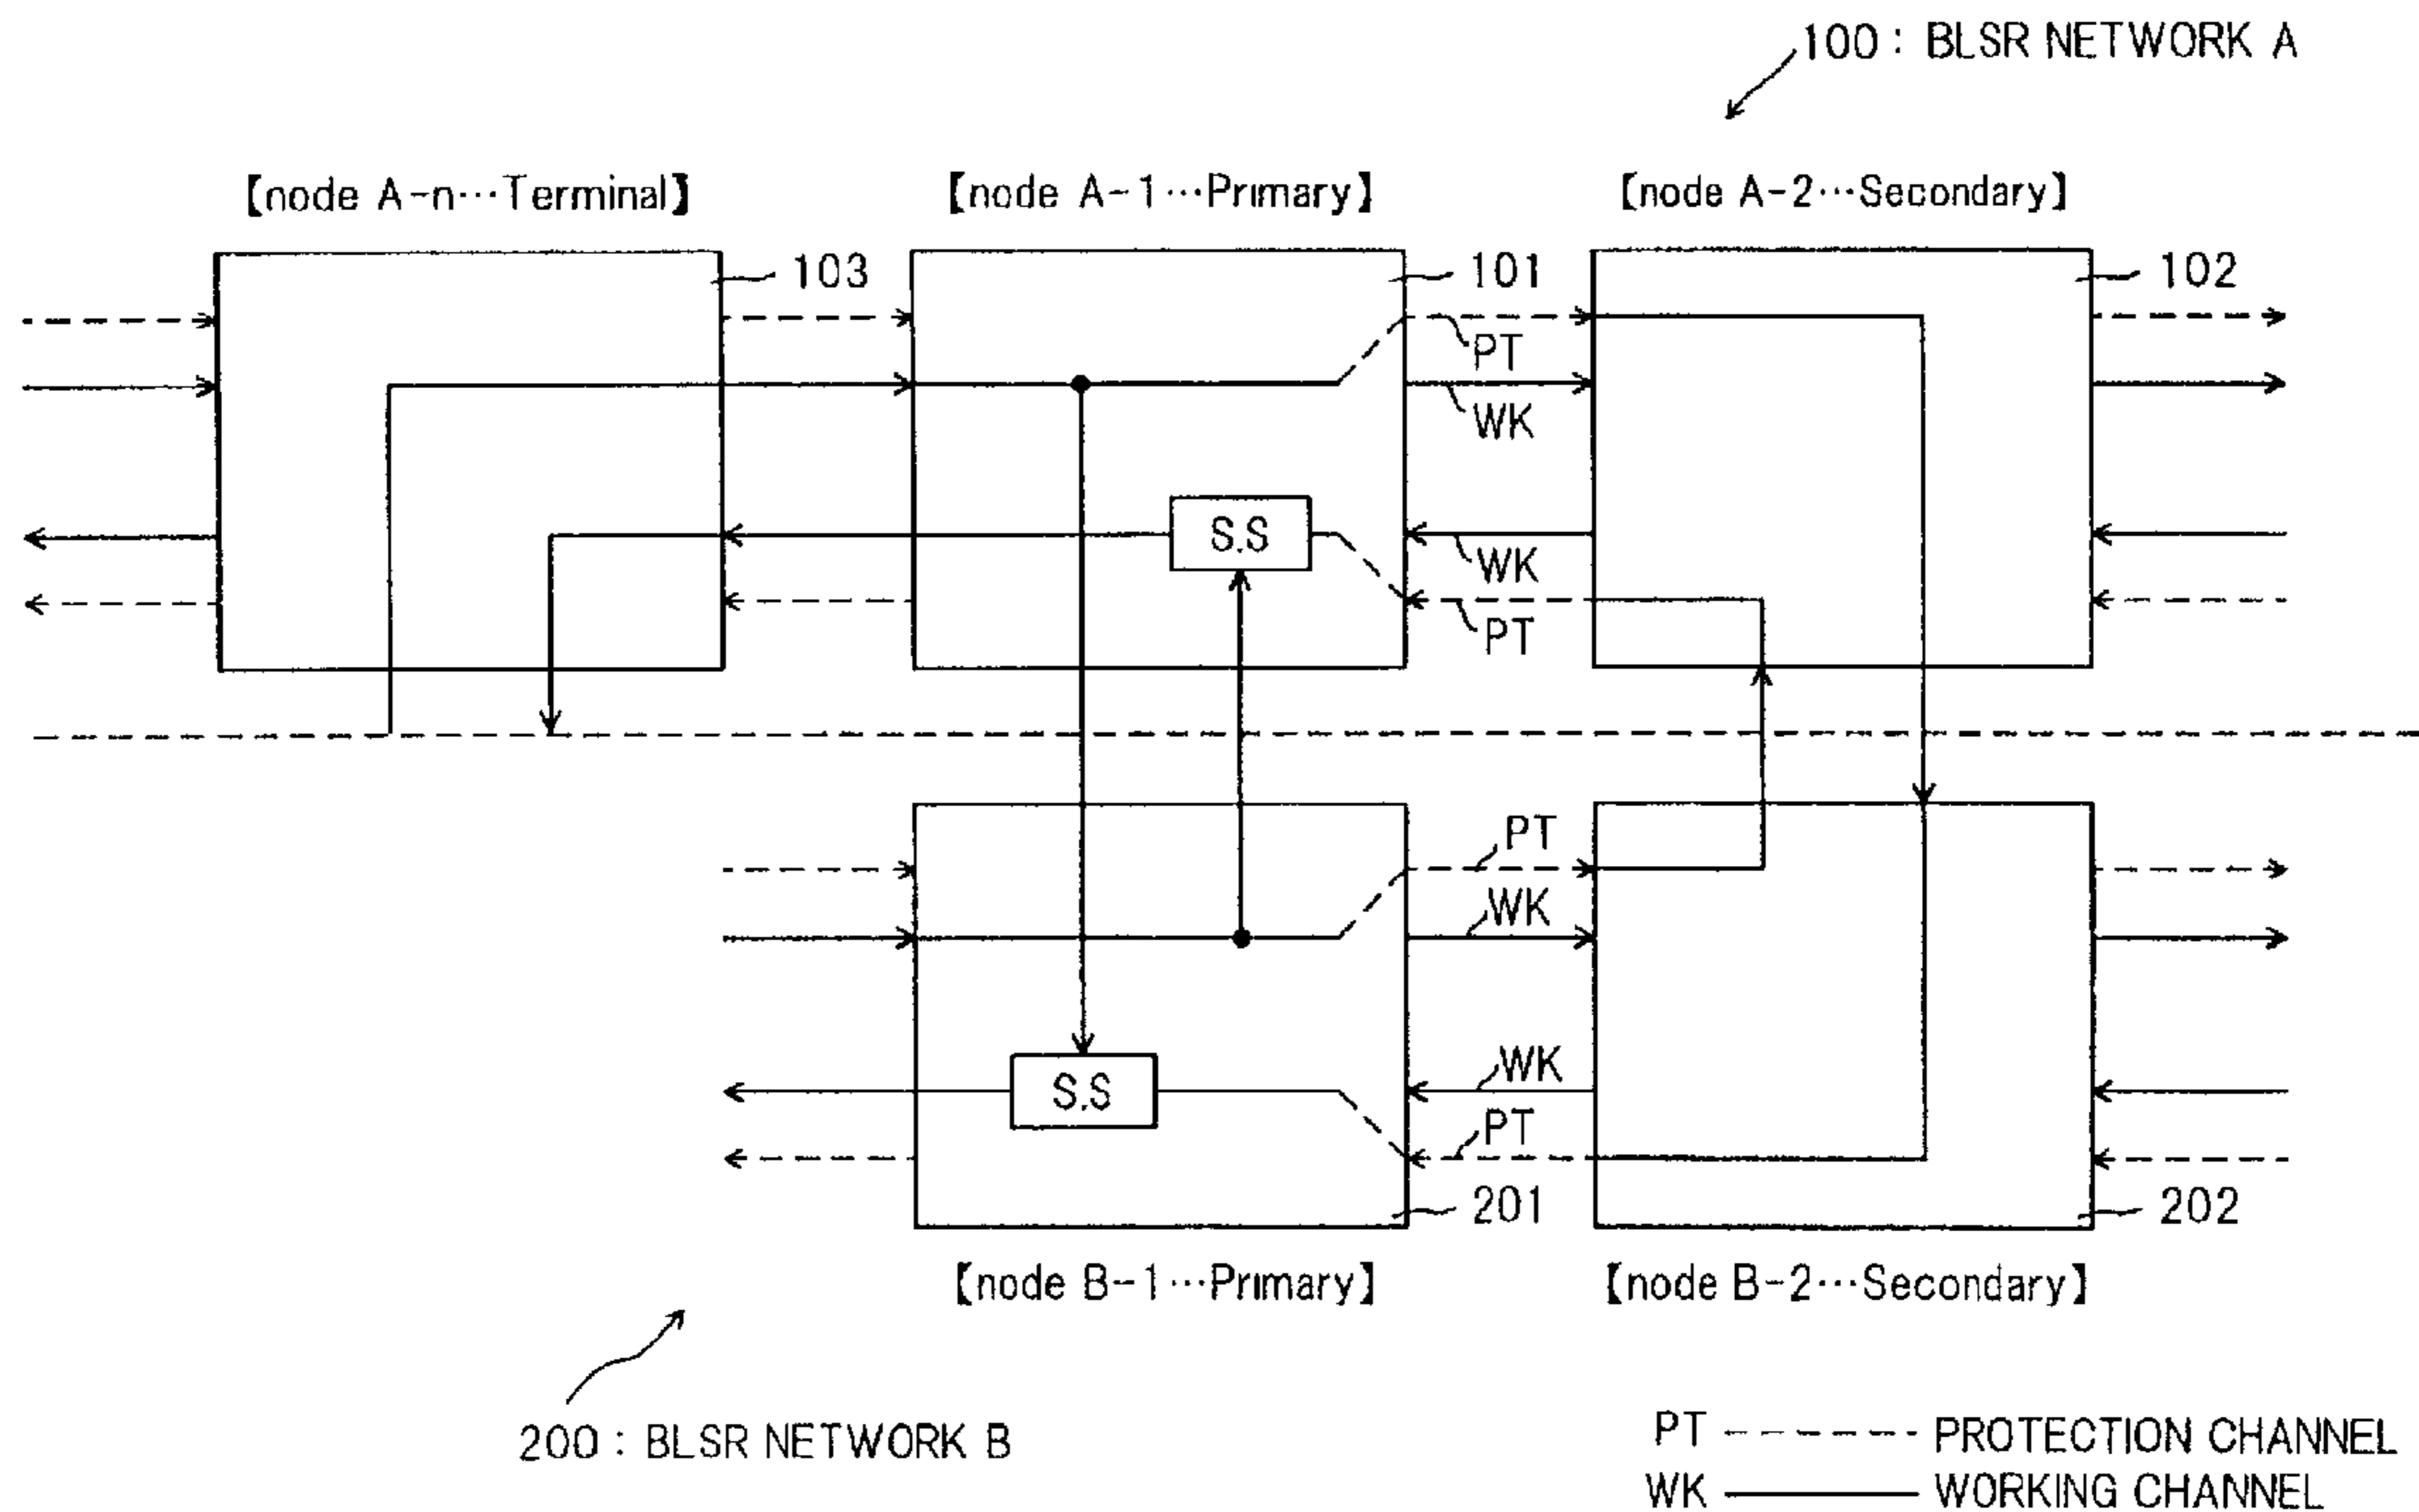 100 : BLSR NETWORK A
【node A-n…Terminal】
【node A-1…Primary】
【node A-2…Secondary】
103
101
102
PT
WK
S.S
WK
PT
PT
WK
S.S
WK
PT
201
202
【node B-1…Primary】
【node B-2…Secondary】
200 : BLSR NETWORK B
PT PROTECTION CHANNEL
WK WORKING CHANNEL